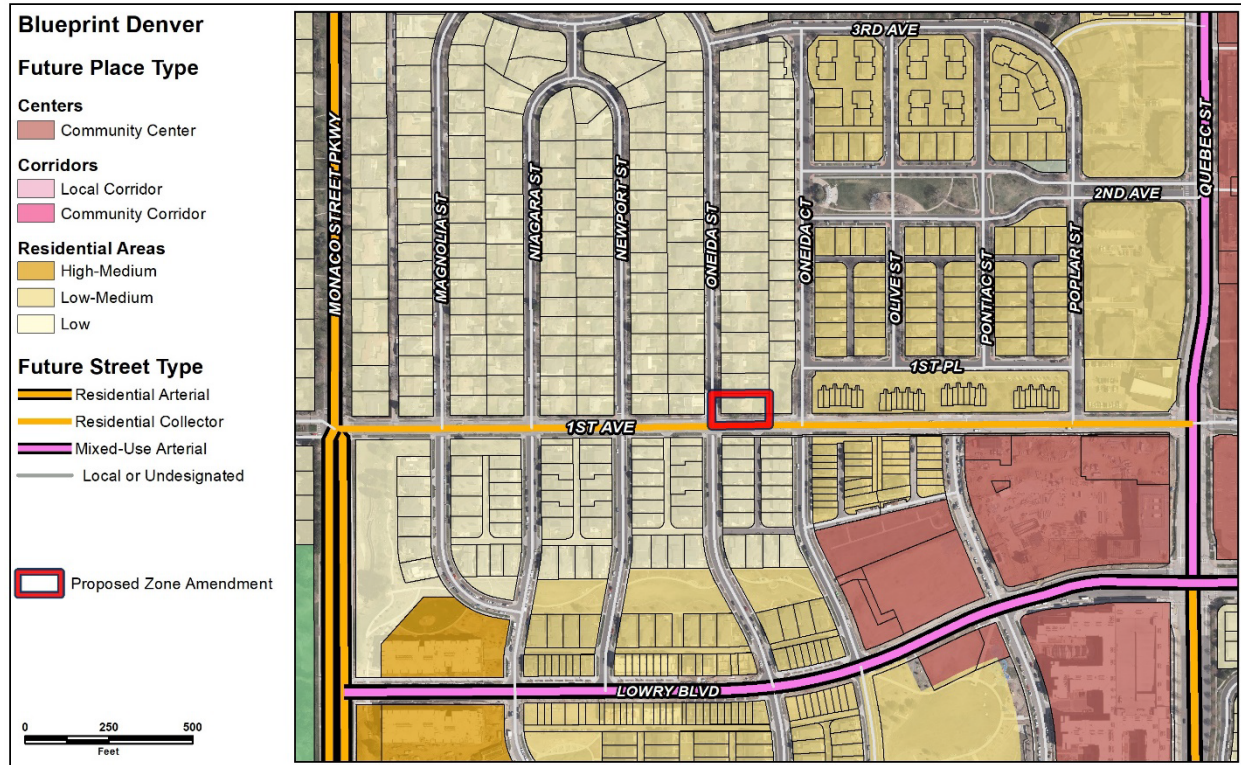 Blueprint Denver
Future Place Type
Centers
Community Center
Corridors
Local Corridor
Community Corridor
Residential Areas
High-Medium
Low-Medium
Low
Future Street Type
Residential Arterial
Residential Collector
Mixed-Use Arterial
Local or Undesignated
Proposed Zone Amendment
0 250 500
Feet
3RD AVE
MONACO STREET PKWY
MAGNOLIA ST
NIAGARA ST
NEWPORT ST
ONEIDA ST
ONEIDA CT
OLIVE ST
PONTIAC ST
POPLAR ST
QUEBEC ST
2ND AVE
1ST PL
1ST AVE
LOWRY BLVD